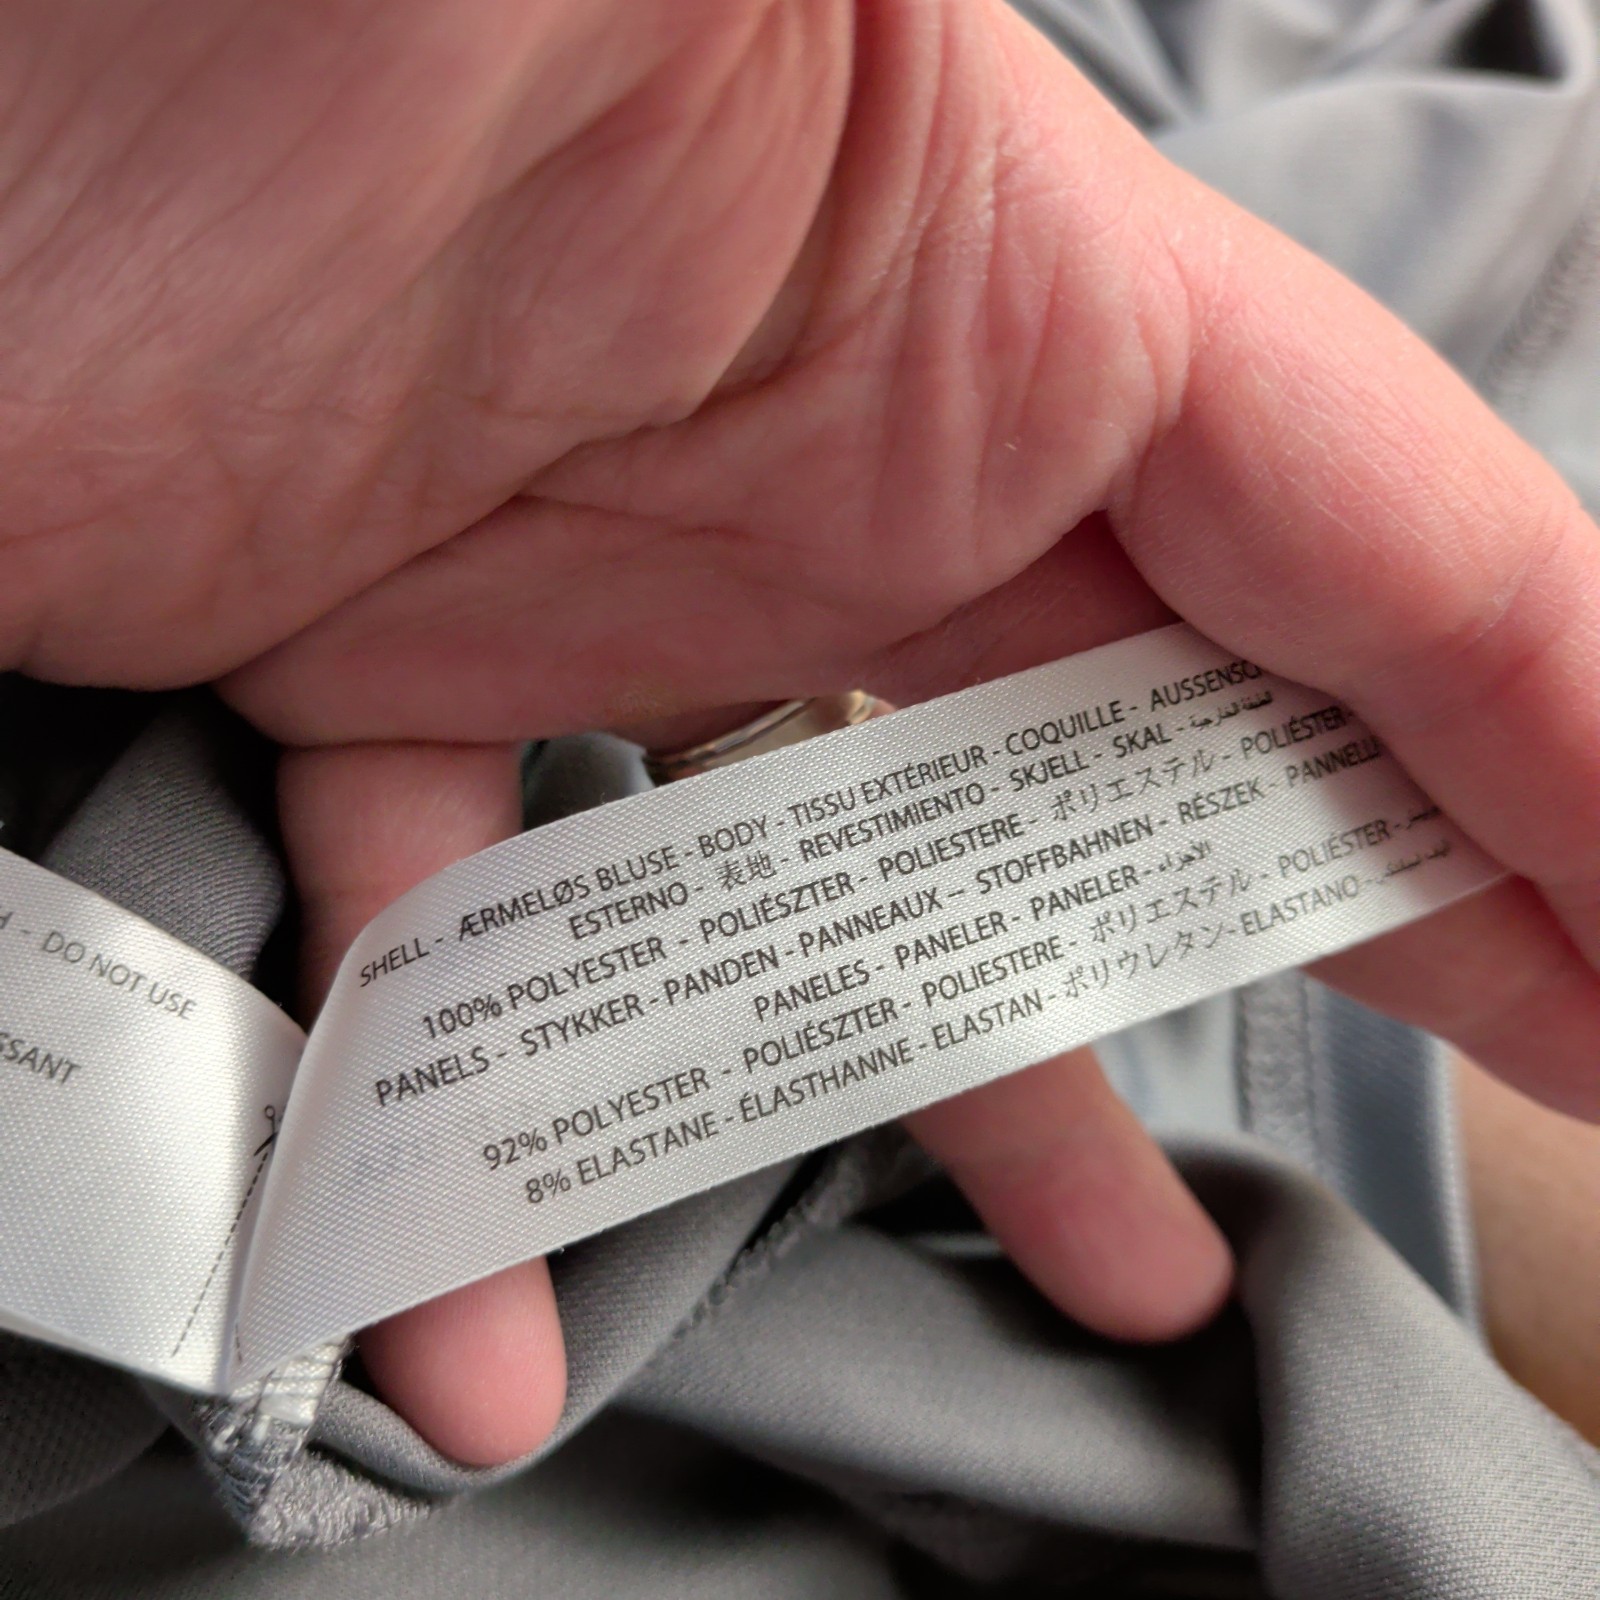 - DO NOT USE
SHELL - ÆRMELØS BLUSE - BODY - TISSU EXTÉRIEUR - COQUILLE -
ESTERNO - 表地 - REVESTIMIENTO - SKJELL - SKAL - الطبقة الخارجية
100% POLYESTER - POLIÉSZTER - POLIESTERE - ポリエステル - POLIÉSTER -
PANELS - STYKKER - PANDEN - PANNEAUX – STOFFBAHNEN - RÉSZEK -
PANELES - PANELER - PANELER - الأجزاء
92% POLYESTER - POLIÉSZTER - POLIESTERE - ポリエステル - POLIÉSTER -
8% ELASTANE - ÉLASTHANNE - ELASTAN - ポリウレタン - ELASTANO -